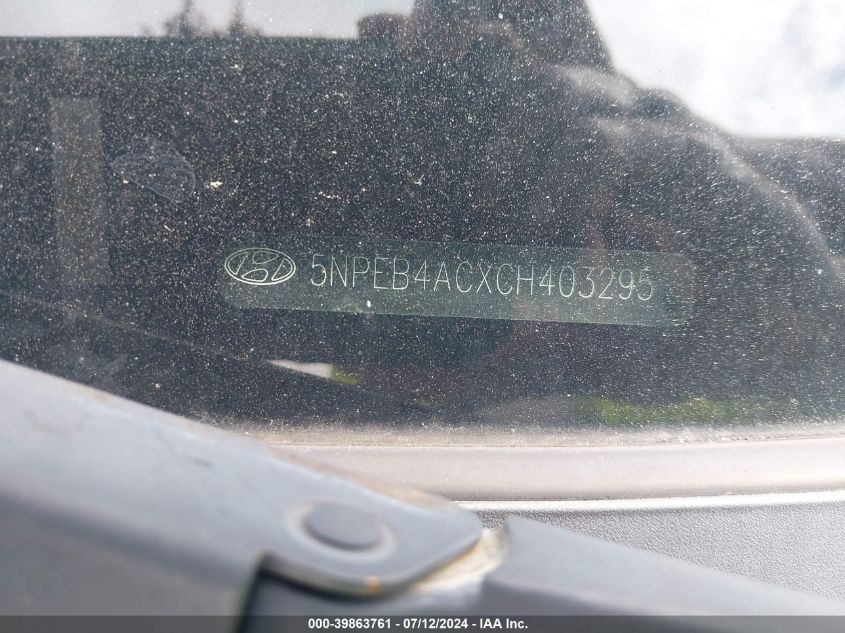 5NPEB4ACXCH403295
000-39863761 - 07/12/2024 - IAA Inc.